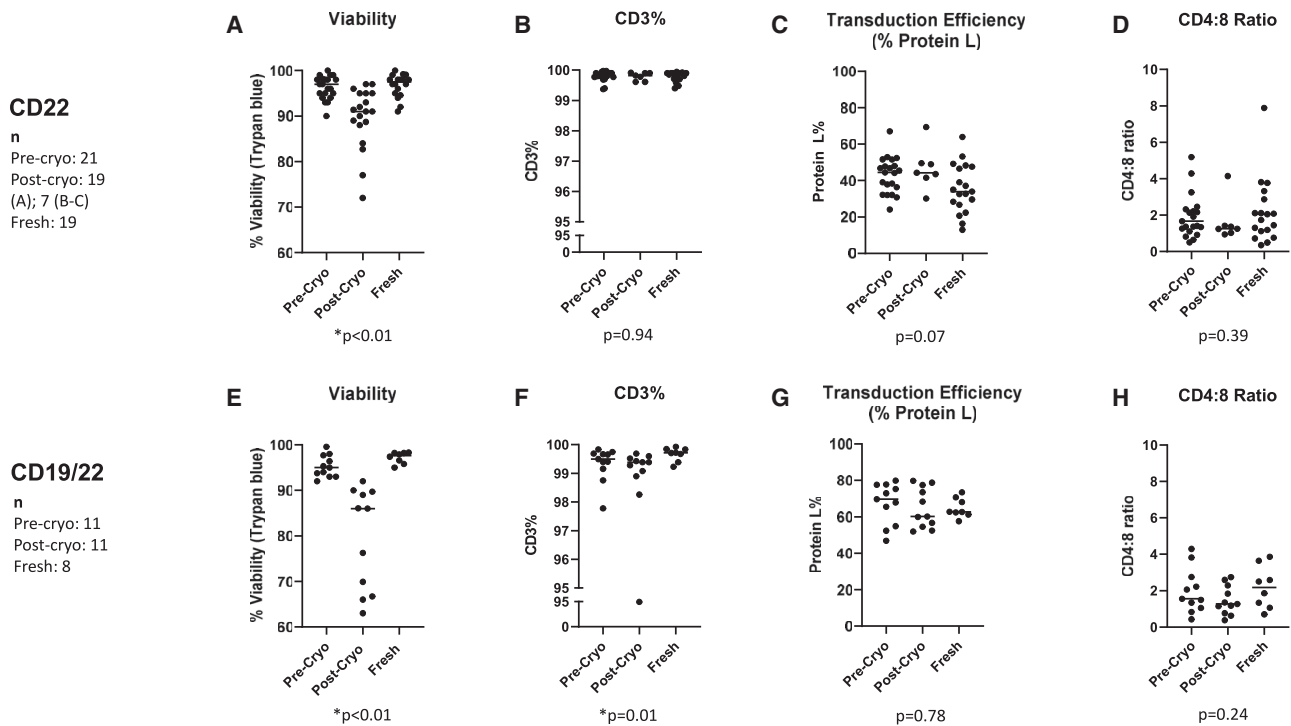 CD22
n
Pre-cryo: 21
Post-cryo: 19
(A); 7 (B-C)
Fresh: 19
A
Viability
% Viability (Trypan blue)
100
90
80
70
60
Pre-Cryo
Post-Cryo
Fresh
*p<0.01
B
CD3%
CD3%
100
99
98
97
96
95
95
0
Pre-Cryo
Post-Cryo
Fresh
p=0.94
C
Transduction Efficiency
(% Protein L)
Protein L%
100
80
60
40
20
0
Pre-Cryo
Post-Cryo
Fresh
p=0.07
D
CD4:8 Ratio
CD4:8 ratio
10
8
6
4
2
0
Pre-Cryo
Post-Cryo
Fresh
p=0.39
CD19/22
n
Pre-cryo: 11
Post-cryo: 11
Fresh: 8
E
Viability
% Viability (Trypan blue)
100
90
80
70
60
Pre-Cryo
Post-Cryo
Fresh
*p<0.01
F
CD3%
CD3%
100
99
98
97
96
95
95
0
Pre-Cryo
Post-Cryo
Fresh
*p=0.01
G
Transduction Efficiency
(% Protein L)
Protein L%
100
80
60
40
20
0
Pre-Cryo
Post-Cryo
Fresh
p=0.78
H
CD4:8 Ratio
CD4:8 ratio
10
8
6
4
2
0
Pre-Cryo
Post-Cryo
Fresh
p=0.24